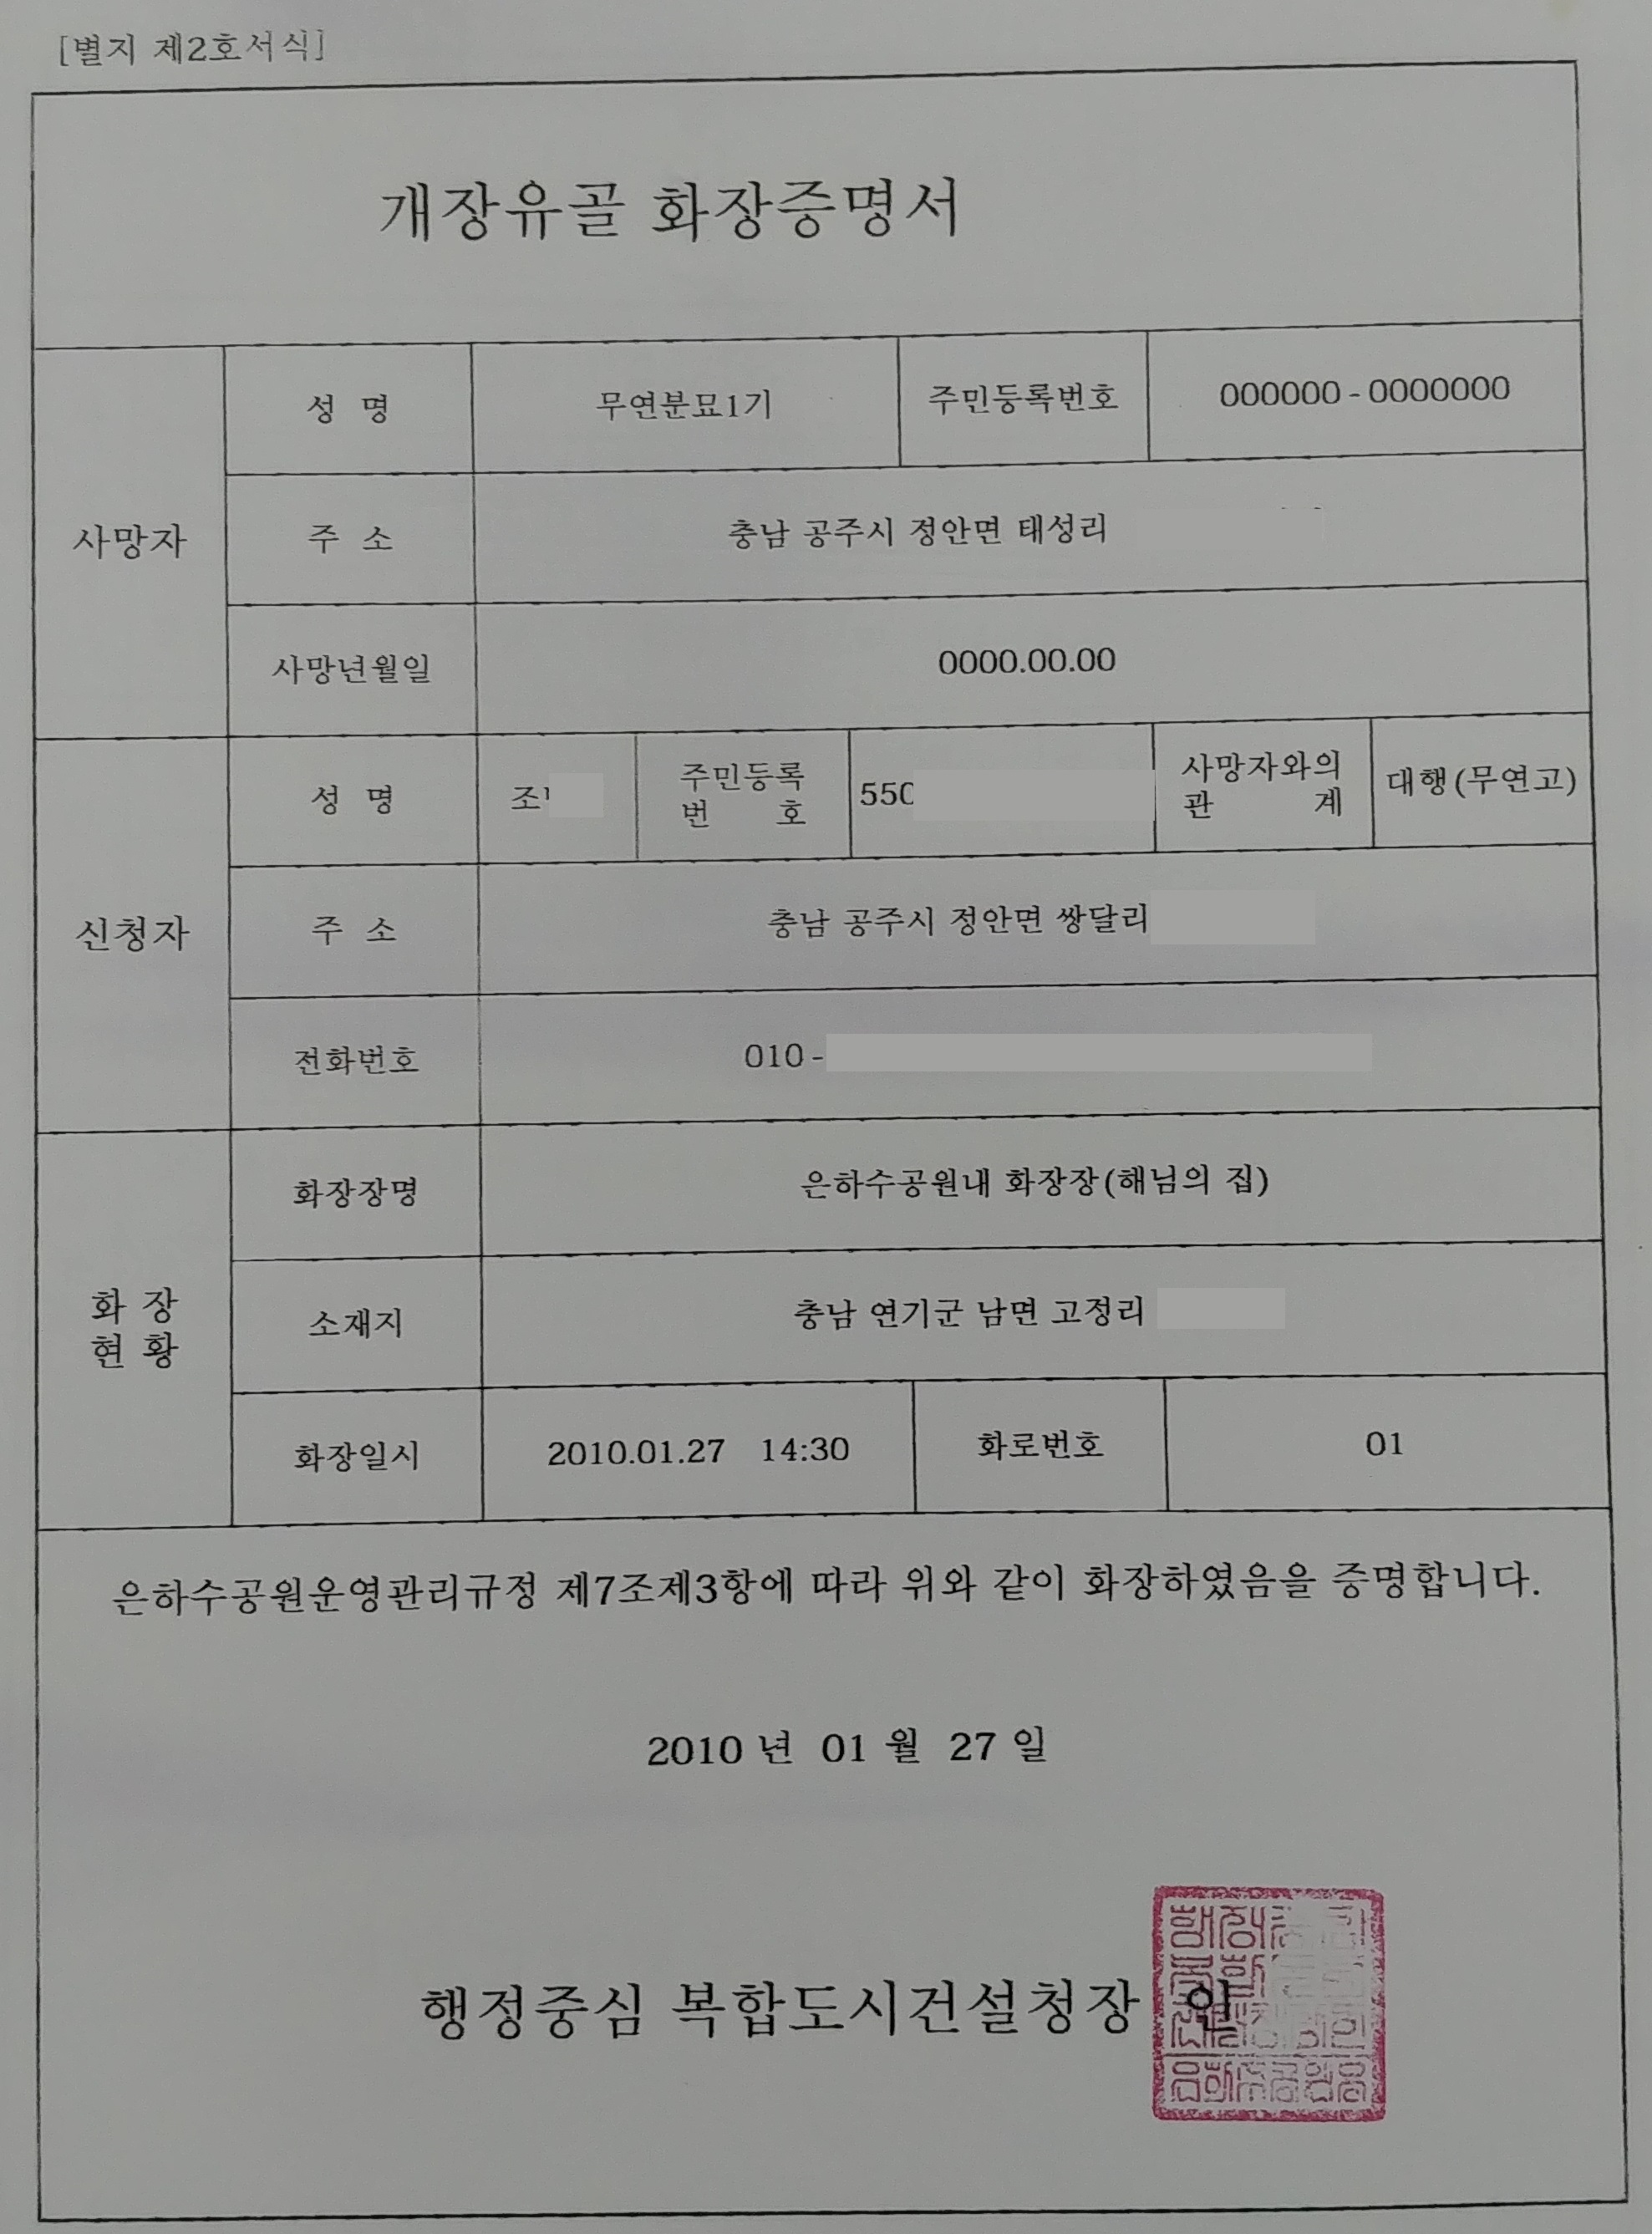 [별지 제2호서식]
개장유골 화장증명서
사망자
성 명
무연분묘1기
주민등록번호
000000-0000000
주 소
충남 공주시 정안면 태성리
사망년월일
0000.00.00
신청자
성 명
조
주민등록
번 호
550
사망자와의
관 계
대행(무연고)
주 소
충남 공주시 정안면 쌍달리
전화번호
010-
화 장
현 황
화장장명
은하수공원내 화장장(해님의 집)
소재지
충남 연기군 남면 고정리
화장일시
2010.01.27 14:30
화로번호
01
은하수공원운영관리규정 제7조제3항에 따라 위와 같이 화장하였음을 증명합니다.
2010 년 01 월 27 일
행정중심 복합도시건설청장 인